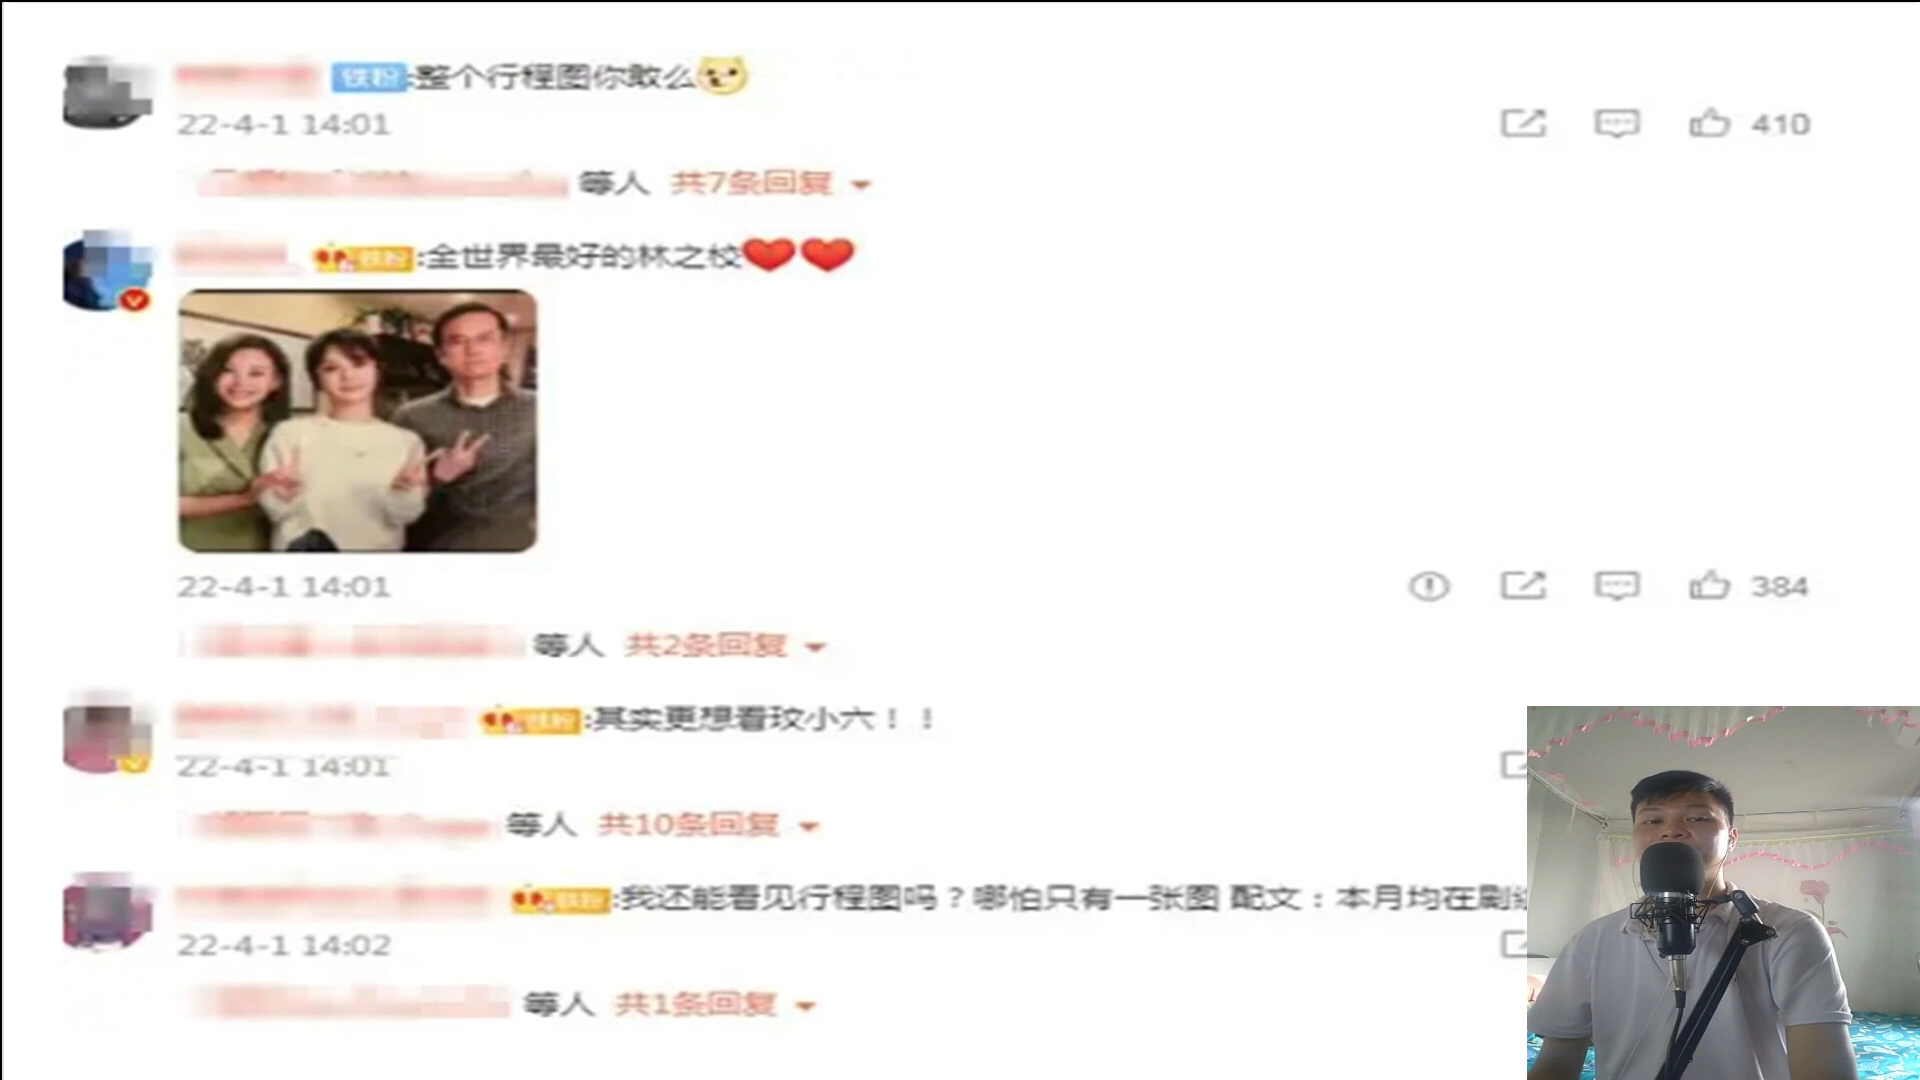 铁粉:整个行程图你敢么
22-4-1 14:01
410
等人 共7条回复
铁粉:全世界最好的林之校
22-4-1 14:01
384
等人 共2条回复
铁粉:其实更想看玟小六！！
22-4-1 14:01
等人 共10条回复
铁粉:我还能看见行程图吗？哪怕只有一张图 配文：本月均在剧
22-4-1 14:02
等人 共1条回复